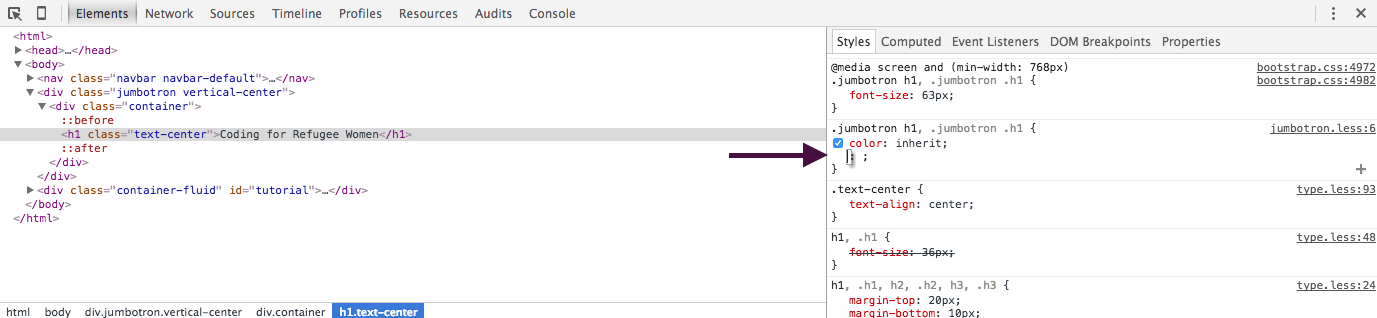 Elements Network Sources Timeline Profiles Resources Audits Console
<html>
▶<head>…</head>
▼<body>
▶<nav class="navbar navbar-default">…</nav>
▼<div class="jumbotron vertical-center">
▼<div class="container">
::before
<h1 class="text-center">Coding for Refugee Women</h1>
::after
</div>
</div>
▶<div class="container-fluid" id="tutorial">…</div>
</body>
</html>
html body div.jumbotron.vertical-center div.container h1.text-center
Styles Computed Event Listeners DOM Breakpoints Properties
@media screen and (min-width: 768px) bootstrap.css:4972
.jumbotron h1, .jumbotron .h1 { bootstrap.css:4982
font-size: 63px;
}
.jumbotron h1, .jumbotron .h1 { jumbotron.less:6
color: inherit;
: ;
}
.text-center { type.less:93
text-align: center;
}
h1, .h1 { type.less:48
font-size: 36px;
}
h1, .h1, h2, .h2, h3, .h3 { type.less:24
margin-top: 20px;
margin-bottom: 10px;